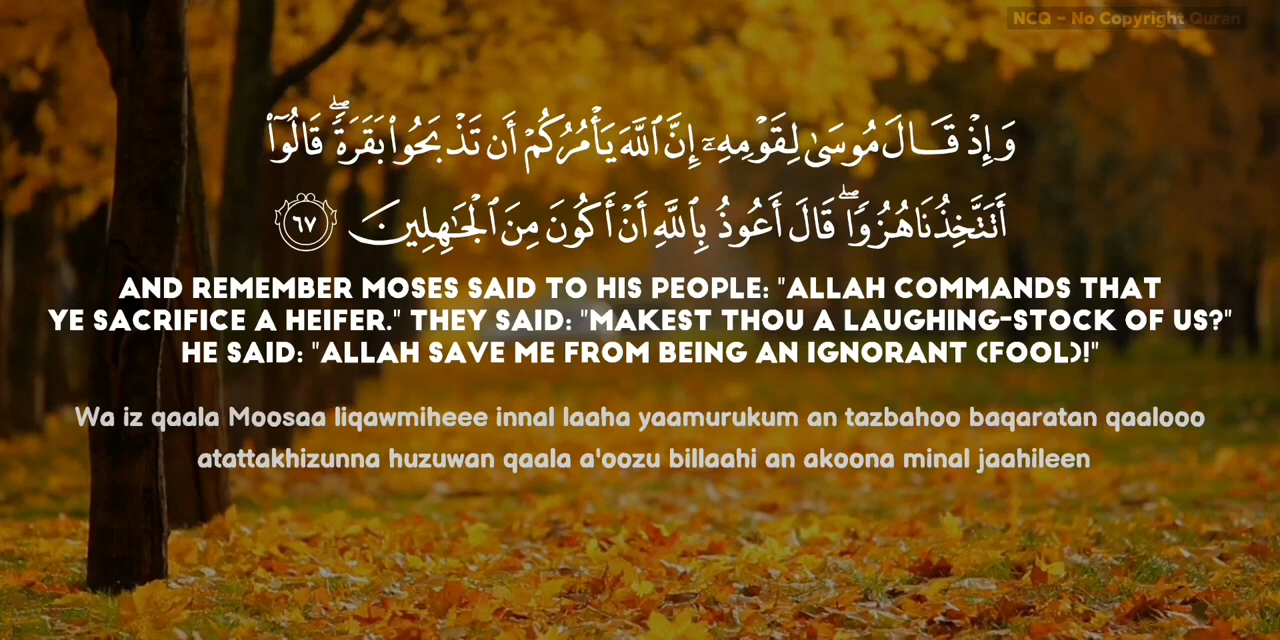 NCQ - No Copyright Quran
وَإِذْ قَالَ مُوسَىٰ لِقَوْمِهِۦٓ إِنَّ ٱللَّهَ يَأْمُرُكُمْ أَن تَذْبَحُوا۟ بَقَرَةًۖ قَالُوٓا۟
أَتَتَّخِذُنَا هُزُوًاۖ قَالَ أَعُوذُ بِٱللَّهِ أَنْ أَكُونَ مِنَ ٱلْجَـٰهِلِينَ ٦٧
AND REMEMBER MOSES SAID TO HIS PEOPLE: "ALLAH COMMANDS THAT
YE SACRIFICE A HEIFER." THEY SAID: "MAKEST THOU A LAUGHING-STOCK OF US?"
HE SAID: "ALLAH SAVE ME FROM BEING AN IGNORANT (FOOL)!"
Wa iz qaala Moosaa liqawmiheee innal laaha yaamurukum an tazbahoo baqaratan qaalooo
atattakhizunna huzuwan qaala a'oozu billaahi an akoona minal jaahileen